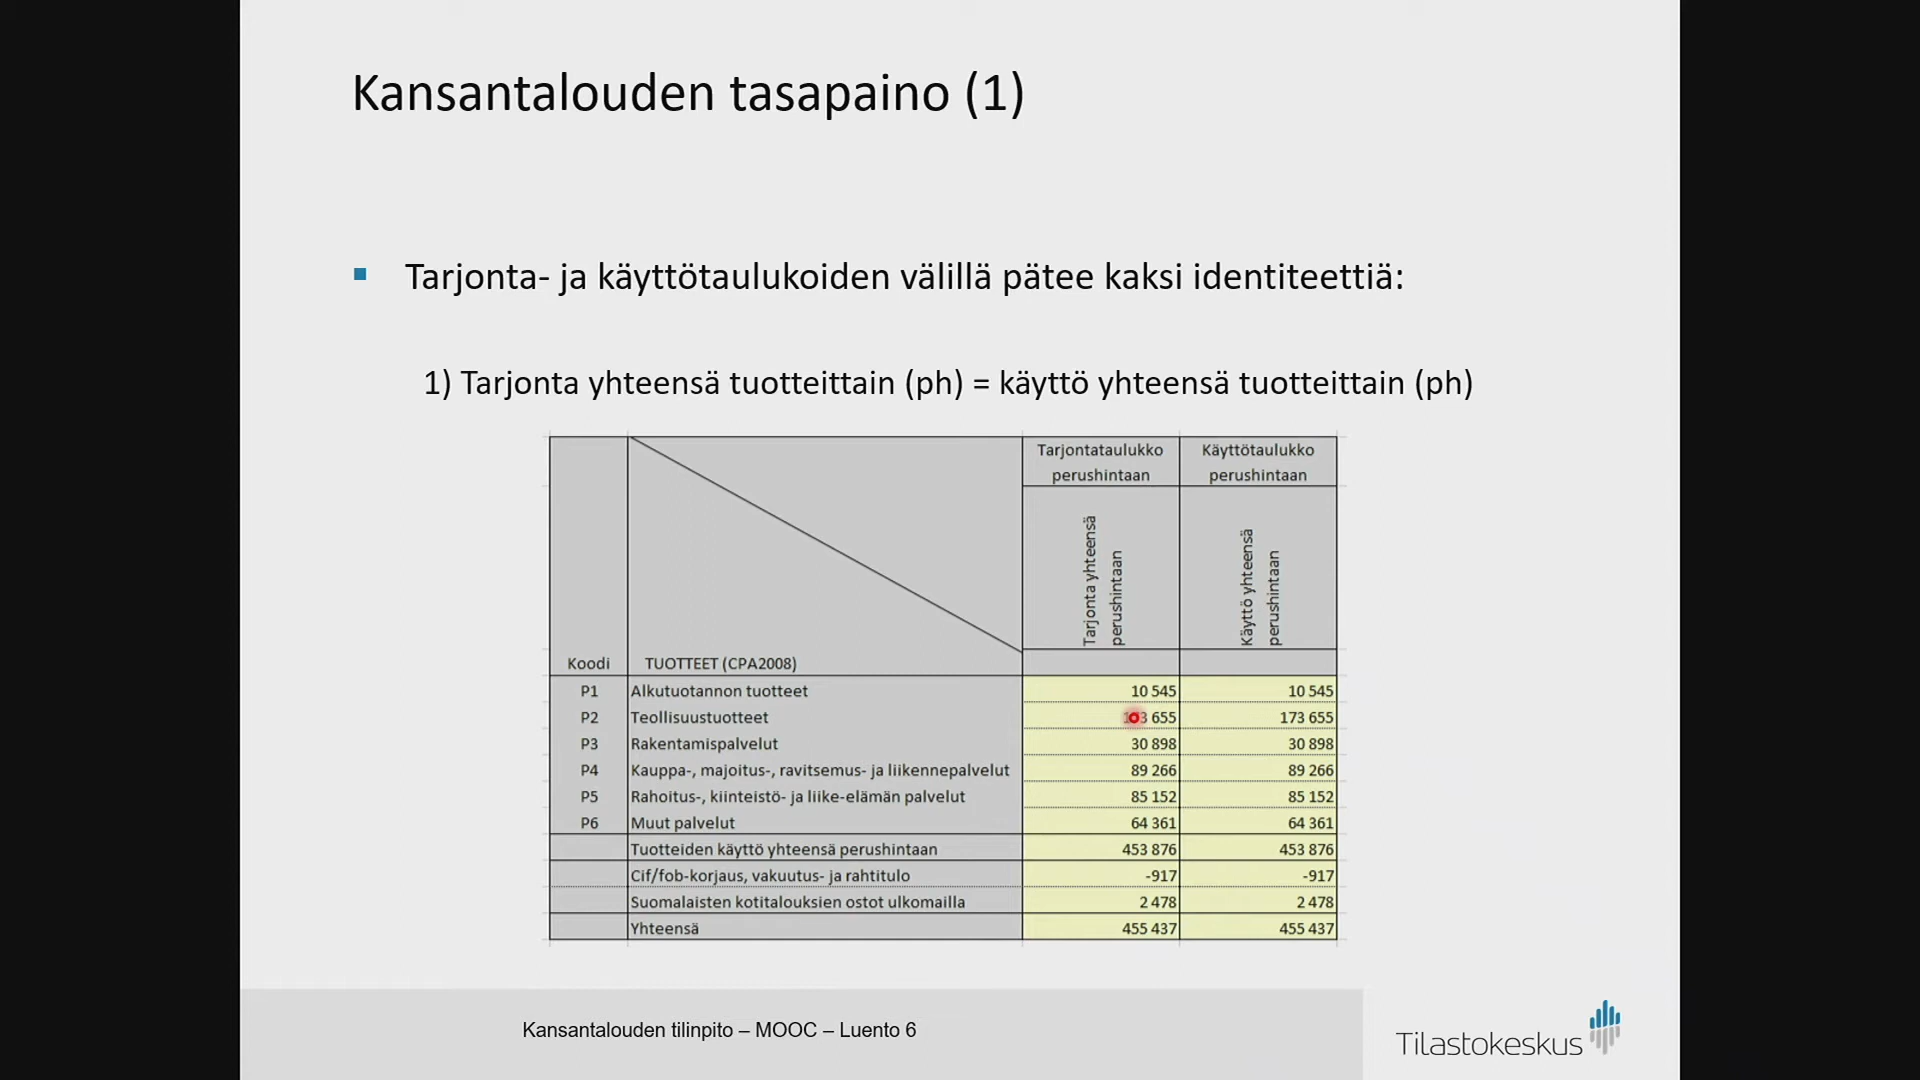 Kansantalouden tasapaino (1)
Tarjonta- ja käyttötaulukoiden välillä pätee kaksi identiteettiä:
1) Tarjonta yhteensä tuotteittain (ph) = käyttö yhteensä tuotteittain (ph)
Tarjontataulukko perushintaan
Käyttötaulukko perushintaan
Tarjonta yhteensä perushintaan
Käyttö yhteensä perushintaan
Koodi TUOTTEET (CPA2008)
P1 Alkutuotannon tuotteet 10 545 10 545
P2 Teollisuustuotteet 655 173 655
P3 Rakentamispalvelut 30 898 30 898
P4 Kauppa-, majoitus-, ravitsemus- ja liikennepalvelut 89 266 89 266
P5 Rahoitus-, kiinteistö- ja liike-elämän palvelut 85 152 85 152
P6 Muut palvelut 64 361 64 361
Tuotteiden käyttö yhteensä perushintaan 453 876 453 876
Cif/fob-korjaus, vakuutus- ja rahtitulo -917 -917
Suomalaisten kotitalouksien ostot ulkomailla 2 478 2 478
Yhteensä 455 437 455 437
Kansantalouden tilinpito – MOOC – Luento 6
Tilastokeskus